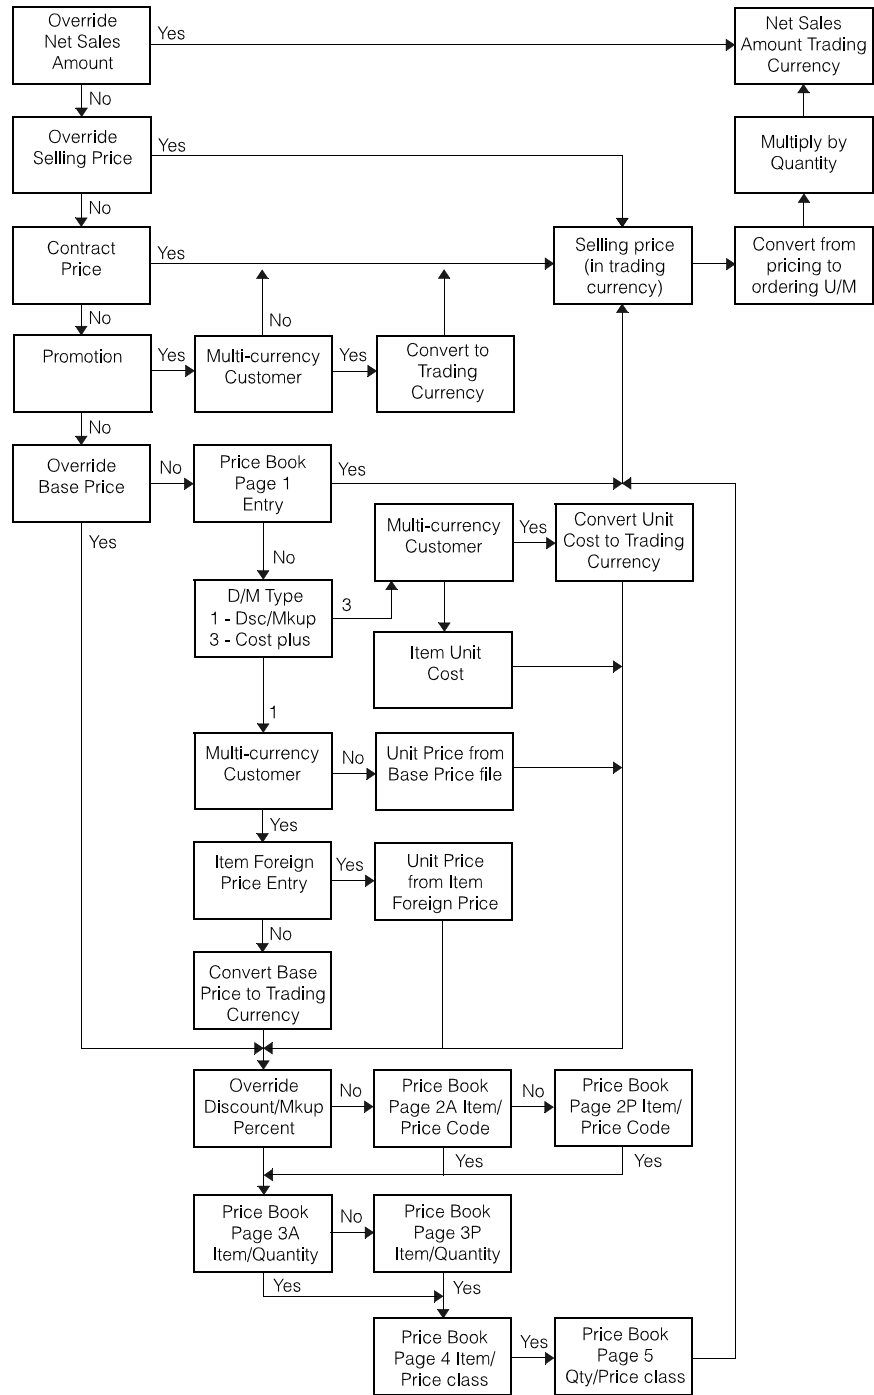 Override
Net Sales
Amount
Yes
Net Sales
Amount Trading
Currency
No
Override
Selling Price
Yes
Multiply by
Quantity
No
Contract
Price
Yes
Selling price
(in trading
currency)
Convert from
pricing to
ordering U/M
No
No
Promotion
Yes
Multi-currency
Customer
Yes
Convert to
Trading
Currency
No
Override
Base Price
No
Price Book
Page 1
Entry
Yes
Yes
No
Multi-currency
Customer
Yes
Convert Unit
Cost to Trading
Currency
D/M Type
1 - Dsc/Mkup
3 - Cost plus
3
Item Unit
Cost
1
Multi-currency
Customer
No
Unit Price from
Base Price file
Yes
Item Foreign
Price Entry
Yes
Unit Price
from Item
Foreign Price
No
Convert Base
Price to Trading
Currency
Override
Discount/Mkup
Percent
No
Price Book
Page 2A Item/
Price Code
No
Price Book
Page 2P Item/
Price Code
Yes
Yes
Price Book
Page 3A
Item/Quantity
No
Price Book
Page 3P
Item/Quantity
Yes
Yes
Price Book
Page 4 Item/
Price class
Yes
Price Book
Page 5
Qty/Price class